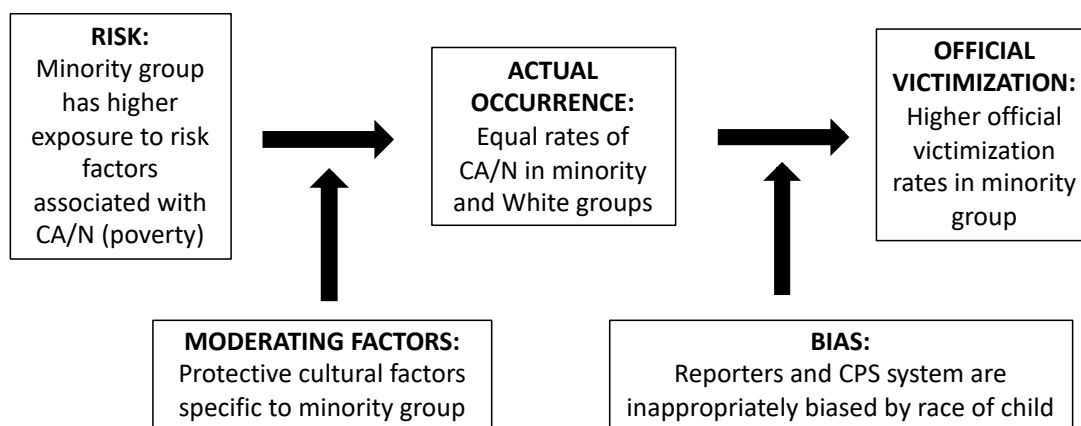 RISK:
Minority group
has higher
exposure to risk
factors
associated with
CA/N (poverty)
ACTUAL
OCCURRENCE:
Equal rates of
CA/N in minority
and White groups
OFFICIAL
VICTIMIZATION:
Higher official
victimization
rates in minority
group
MODERATING FACTORS:
Protective cultural factors
specific to minority group
BIAS:
Reporters and CPS system are
inappropriately biased by race of child